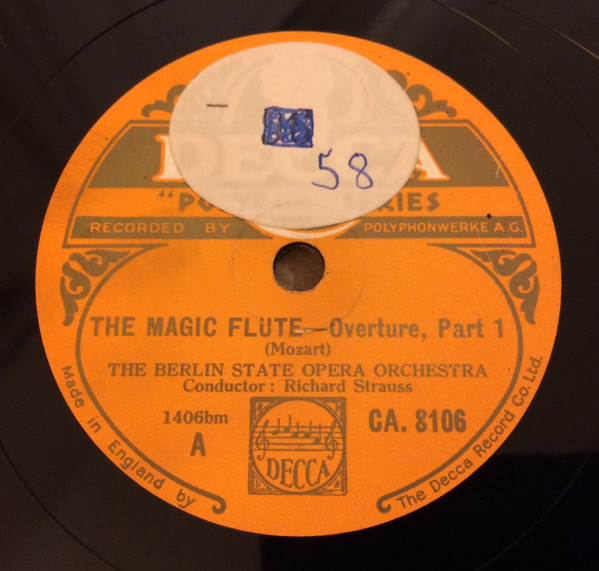 58
DECCA
SERIES
RECORDED BY POLYPHONWERKE A.G.
THE MAGIC FLUTE—Overture, Part 1
(Mozart)
THE BERLIN STATE OPERA ORCHESTRA
Conductor : Richard Strauss
1406bm
A
DECCA
CA. 8106
Made in England by
The Decca Record Co. Ltd.